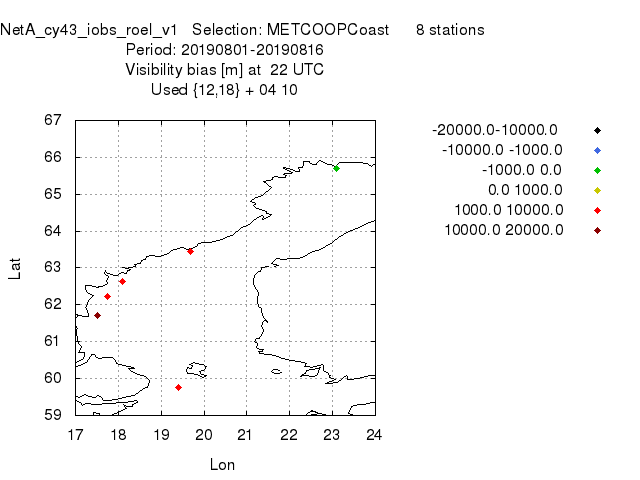 NetA_cy43_iobs_roel_v1 Selection: METCOOPCoast 8 stations
Period: 20190801-20190816
Visibility bias [m] at 22 UTC
Used {12,18} + 04 10
67
66
65
64
63
62
61
60
59
17 18 19 20 21 22 23 24
Lat
Lon
-20000.0-10000.0
-10000.0 -1000.0
-1000.0 0.0
0.0 1000.0
1000.0 10000.0
10000.0 20000.0